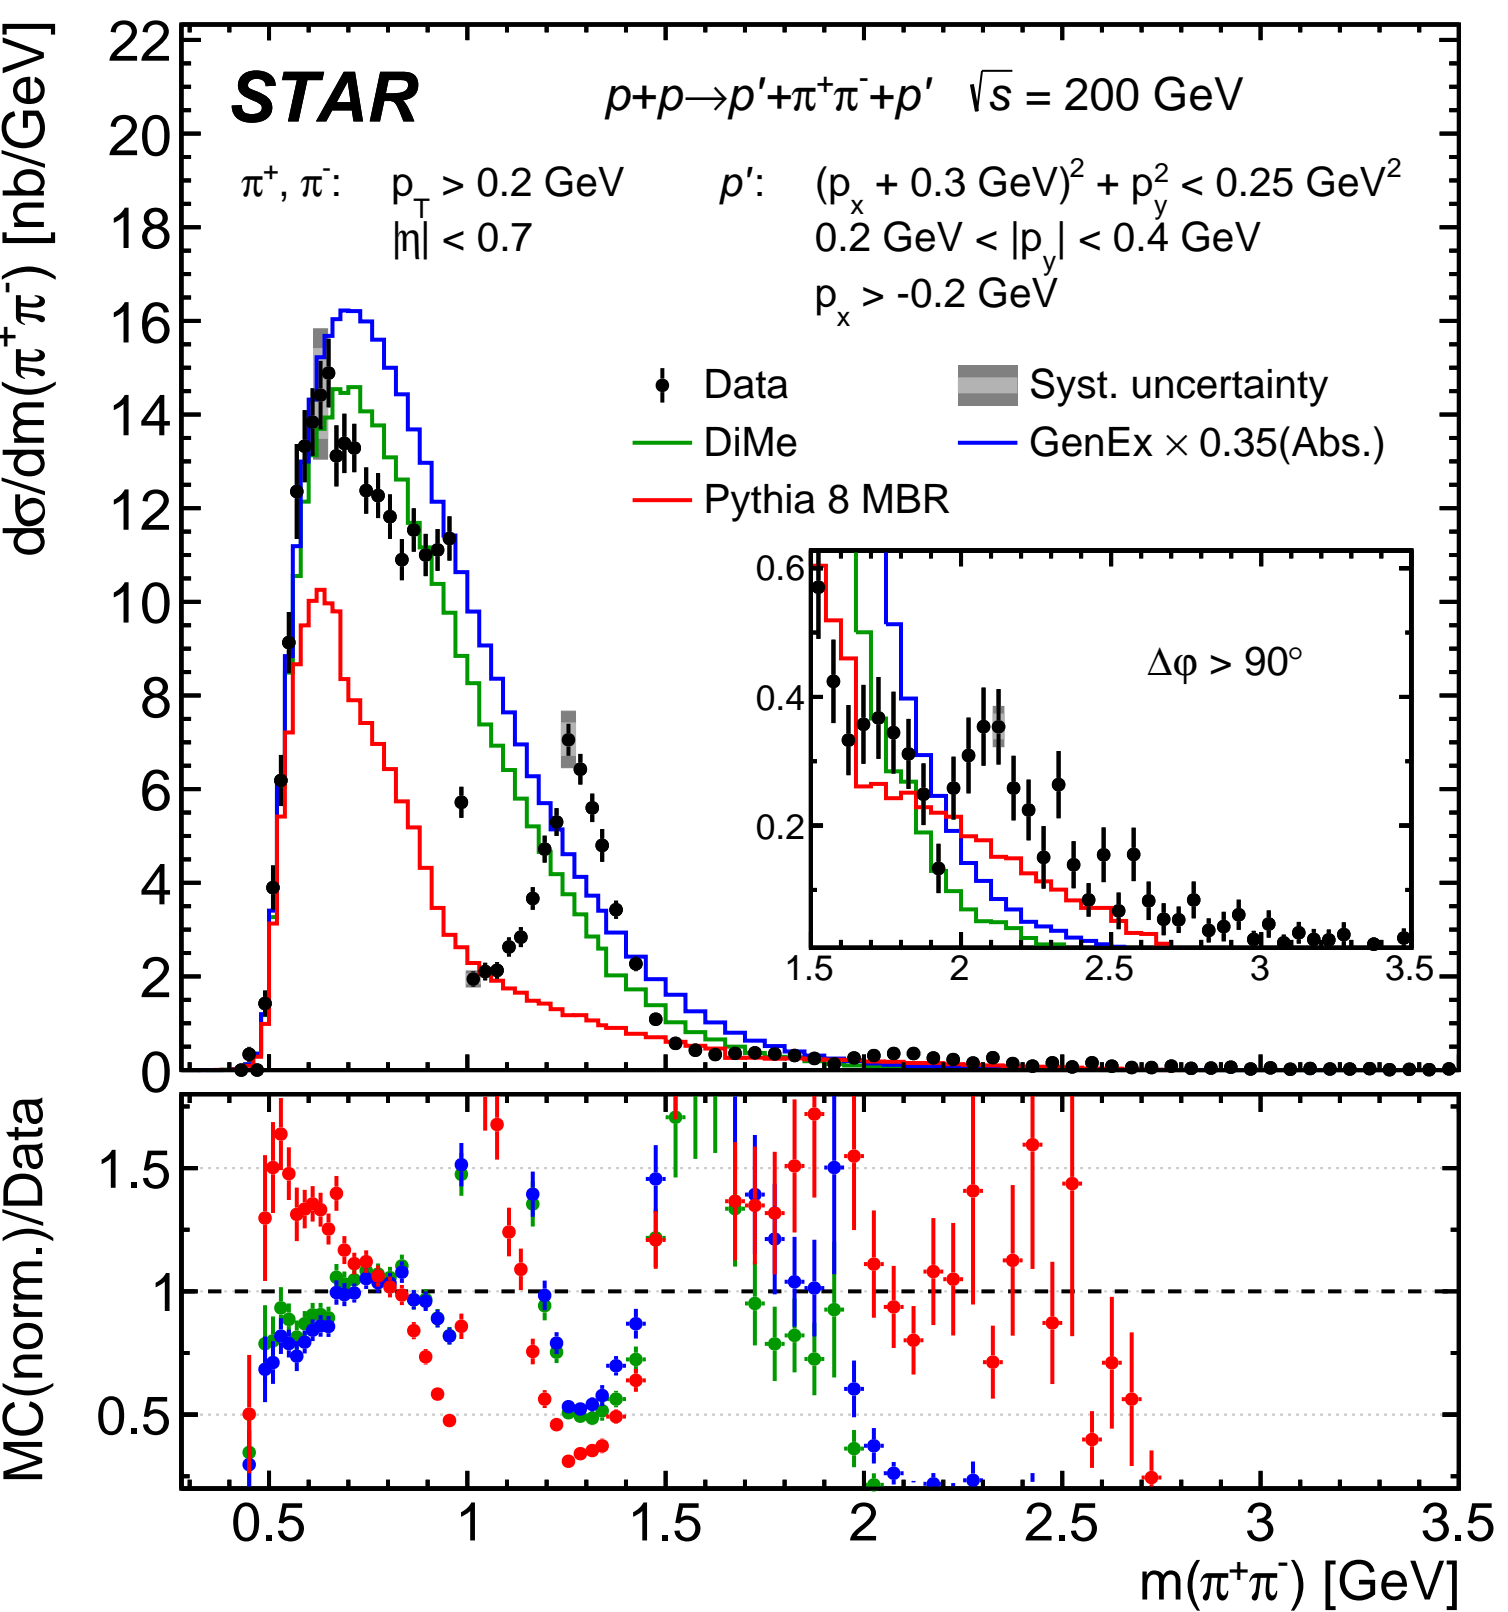 dσ/dm(π⁺π⁻) [nb/GeV]
22
20
18
16
14
12
10
8
6
4
2
0
STAR
p+p→p′+π⁺π⁻+p′ √s = 200 GeV
π⁺, π⁻: p_T > 0.2 GeV p′: (p_x + 0.3 GeV)² + p_y² < 0.25 GeV²
|η| < 0.7 0.2 GeV < |p_y| < 0.4 GeV
p_x > -0.2 GeV
Data Syst. uncertainty
DiMe GenEx × 0.35(Abs.)
Pythia 8 MBR
0.6
0.4
0.2
Δφ > 90°
1.5 2 2.5 3 3.5
MC(norm.)/Data
1.5
1
0.5
0.5 1 1.5 2 2.5 3 3.5
m(π⁺π⁻) [GeV]